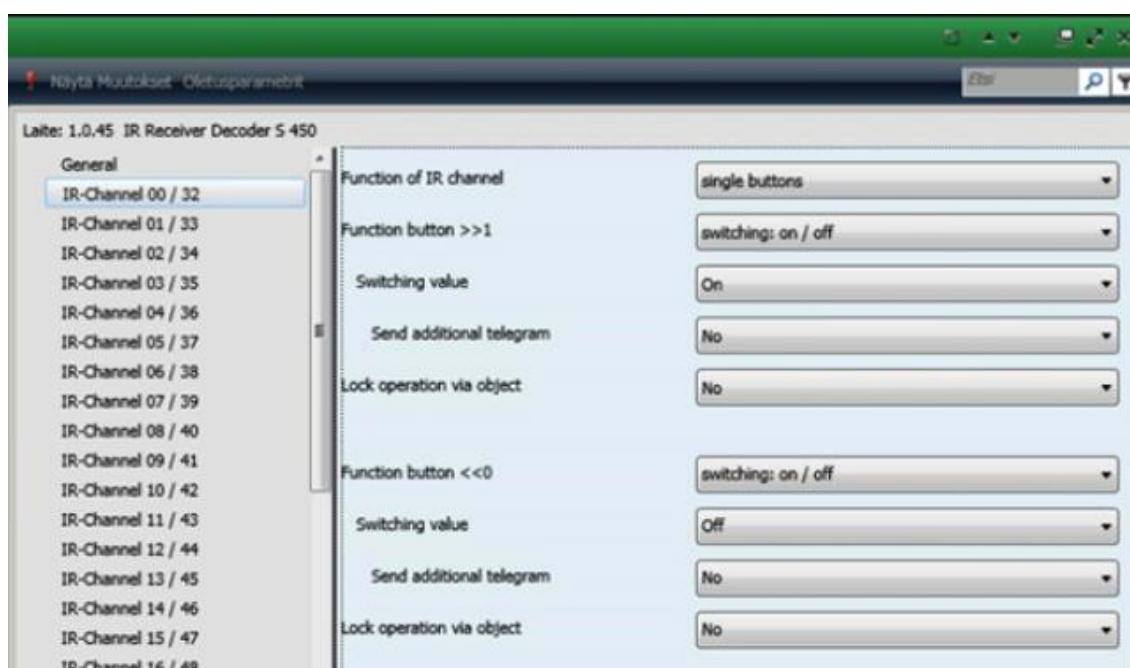 Näytä Muutokset Oletusparametrit
Etsi
Laite: 1.0.45 IR Receiver Decoder S 450
General
IR-Channel 00 / 32
IR-Channel 01 / 33
IR-Channel 02 / 34
IR-Channel 03 / 35
IR-Channel 04 / 36
IR-Channel 05 / 37
IR-Channel 06 / 38
IR-Channel 07 / 39
IR-Channel 08 / 40
IR-Channel 09 / 41
IR-Channel 10 / 42
IR-Channel 11 / 43
IR-Channel 12 / 44
IR-Channel 13 / 45
IR-Channel 14 / 46
IR-Channel 15 / 47
IR-Channel 16 / 48
Function of IR channel single buttons
Function button >>1 switching: on / off
Switching value On
Send additional telegram No
Lock operation via object No
Function button <<0 switching: on / off
Switching value Off
Send additional telegram No
Lock operation via object No